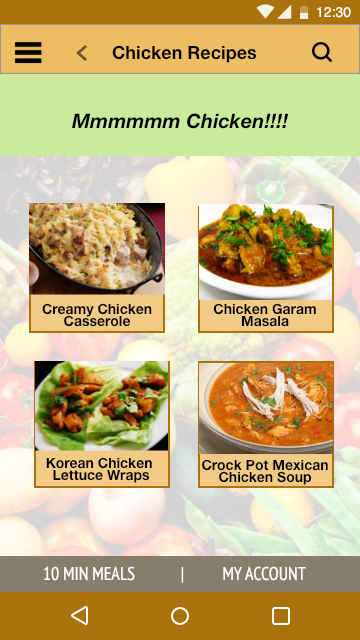 12:30
Chicken Recipes
Mmmmmm Chicken!!!!
Creamy Chicken
Casserole
Chicken Garam
Masala
Korean Chicken
Lettuce Wraps
Crock Pot Mexican
Chicken Soup
10 MIN MEALS | MY ACCOUNT